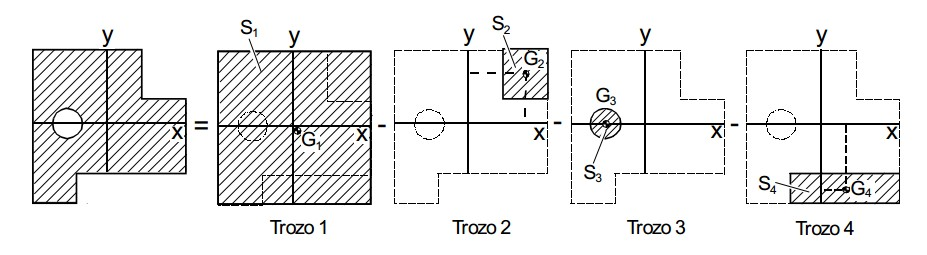 y
x
=
S1
y
x
G1
-
y
S2
G2
x
-
y
G3
S3
x
-
y
x
S4
G4
Trozo 1
Trozo 2
Trozo 3
Trozo 4